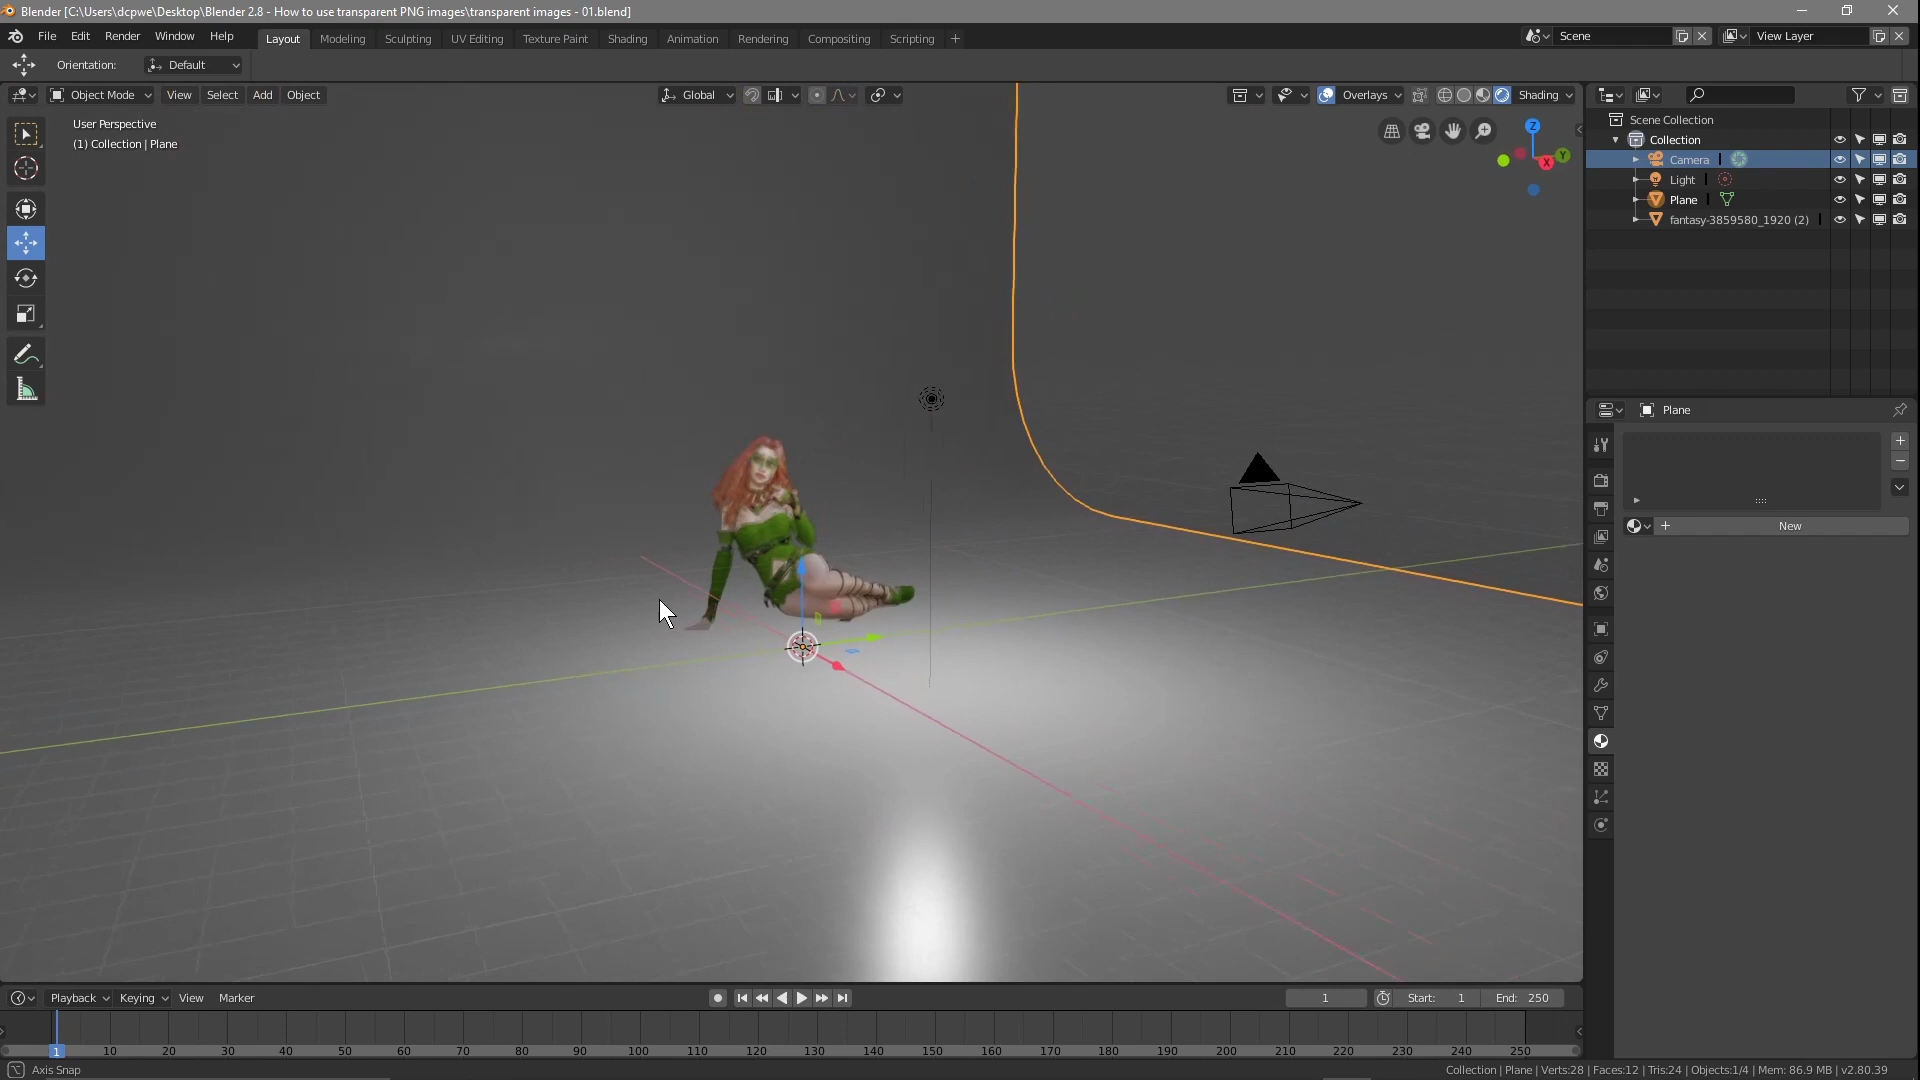 Blender [C:\Users\dcpwe\Desktop\Blender 2.8 - How to use transparent PNG images\transparent images - 01.blend]
File Edit Render Window Help Layout Modeling Sculpting UV Editing Texture Paint Shading Animation Rendering Compositing Scripting + Scene View Layer
Orientation: Default
Object Mode View Select Add Object Global Overlays Shading
User Perspective
(1) Collection | Plane
Z
X Y
Scene Collection
Collection
Camera
Light
Plane
fantasy-3859580_1920 (2)
Plane
New
Playback Keying View Marker 1 Start: 1 End: 250
1 10 20 30 40 50 60 70 80 90 100 110 120 130 140 150 160 170 180 190 200 210 220 230 240 250
Axis Snap
Collection | Plane | Verts:28 | Faces:12 | Tris:24 | Objects:1/4 | Mem: 86.9 MB | v2.80.39